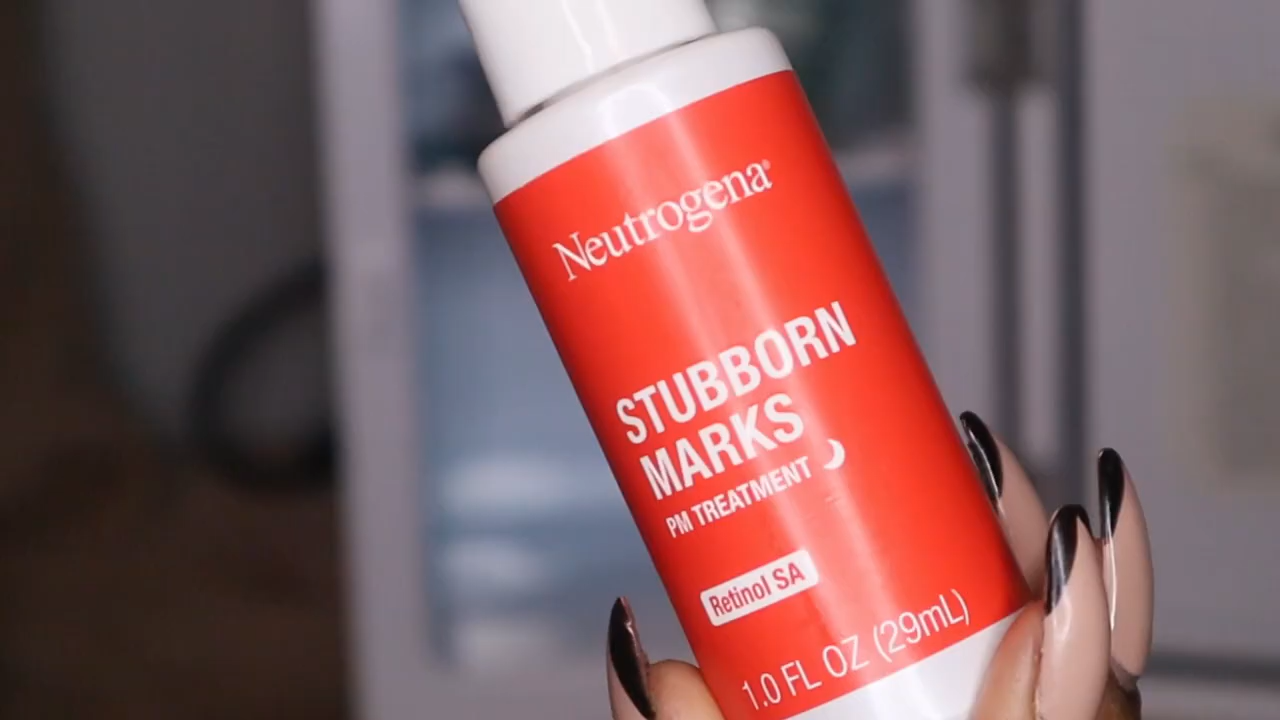 Neutrogena®
STUBBORN
MARKS
PM TREATMENT
Retinol SA
1.0 FL OZ (29mL)